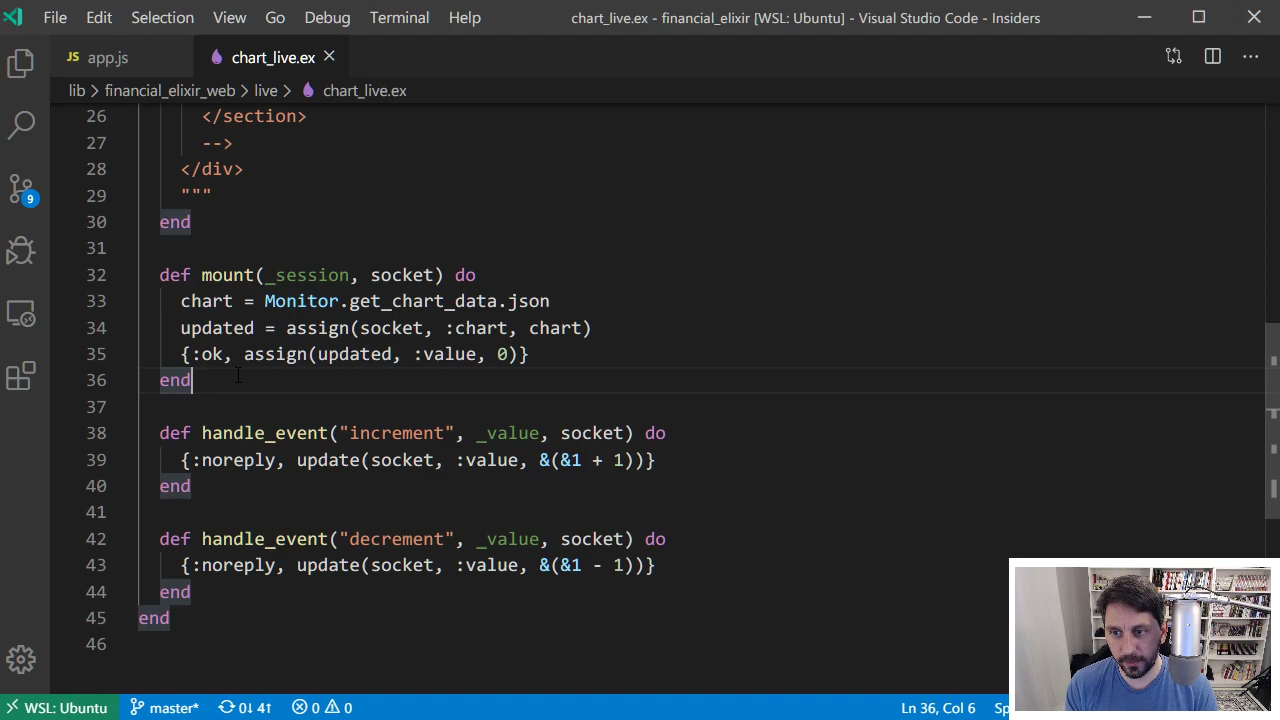 File Edit Selection View Go Debug Terminal Help chart_live.ex - financial_elixir [WSL: Ubuntu] - Visual Studio Code - Insiders
JS app.js chart_live.ex
lib > financial_elixir_web > live > chart_live.ex
26 </section>
27 -->
28 </div>
29 """
30 end
31
32 def mount(_session, socket) do
33 chart = Monitor.get_chart_data.json
34 updated = assign(socket, :chart, chart)
35 {:ok, assign(updated, :value, 0)}
36 end
37
38 def handle_event("increment", _value, socket) do
39 {:noreply, update(socket, :value, &(&1 + 1))}
40 end
41
42 def handle_event("decrement", _value, socket) do
43 {:noreply, update(socket, :value, &(&1 - 1))}
44 end
45 end
46
9
WSL: Ubuntu master* 0↓ 4↑ 0 0 Ln 36, Col 6 Sp